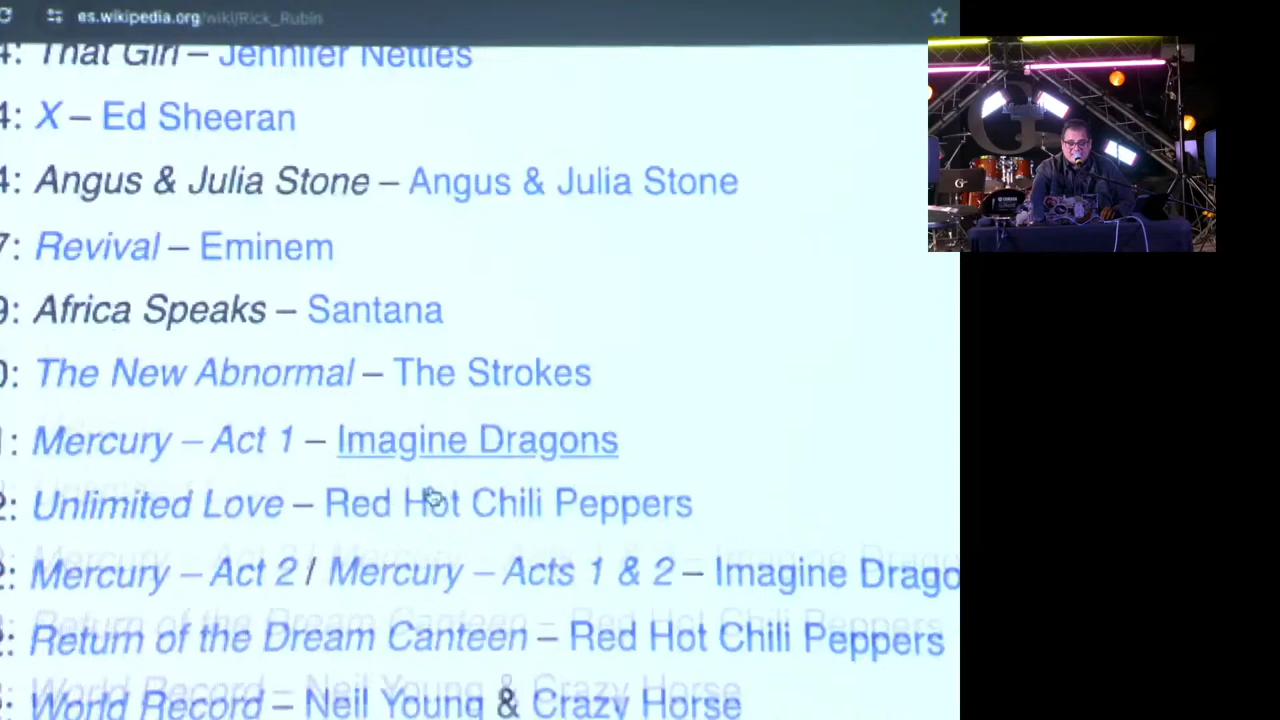 es.wikipedia.org/wiki/Rick_Rubin
4: That Girl – Jennifer Nettles
4: X – Ed Sheeran
4: Angus & Julia Stone – Angus & Julia Stone
7: Revival – Eminem
9: Africa Speaks – Santana
0: The New Abnormal – The Strokes
1: Mercury – Act 1 – Imagine Dragons
2: Unlimited Love – Red Hot Chili Peppers
2: Mercury – Act 2 / Mercury – Acts 1 & 2 – Imagine Drago
2: Return of the Dream Canteen – Red Hot Chili Peppers
: World Record – Neil Young & Crazy Horse
G
G
YAMAHA